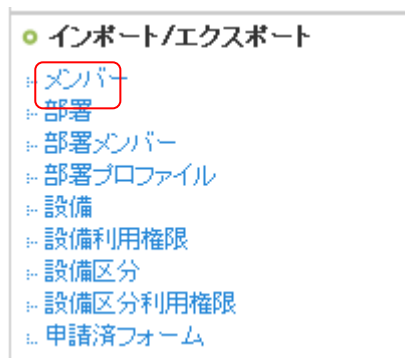 インポート/エクスポート
メンバー
部署
部署メンバー
部署プロファイル
設備
設備利用権限
設備区分
設備区分利用権限
申請済フォーム